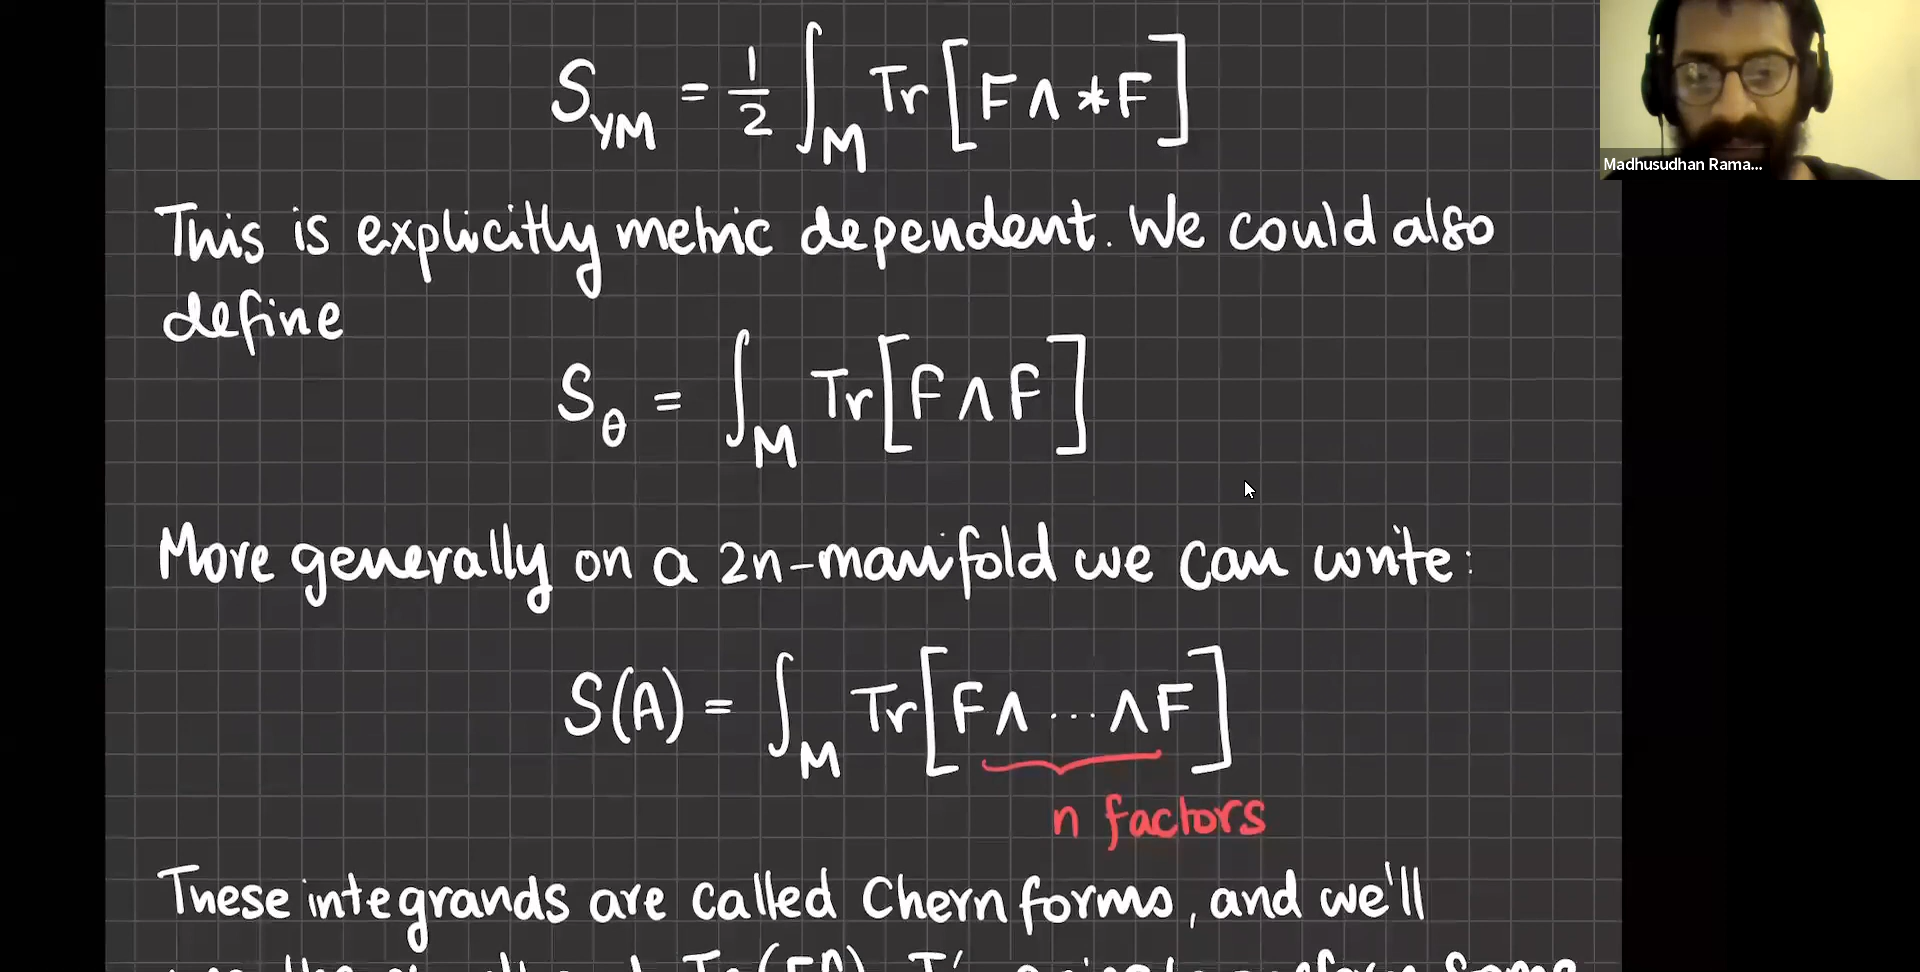 S_YM = 1/2 ∫_M Tr[F ∧ *F]
Madhusudhan Rama...
This is explicitly metric dependent. We could also
define
S_θ = ∫_M Tr[F ∧ F]
More generally on a 2n-manifold we can write:
S(A) = ∫_M Tr[F ∧ ... ∧ F]
n factors
These integrands are called Chern forms, and we'll